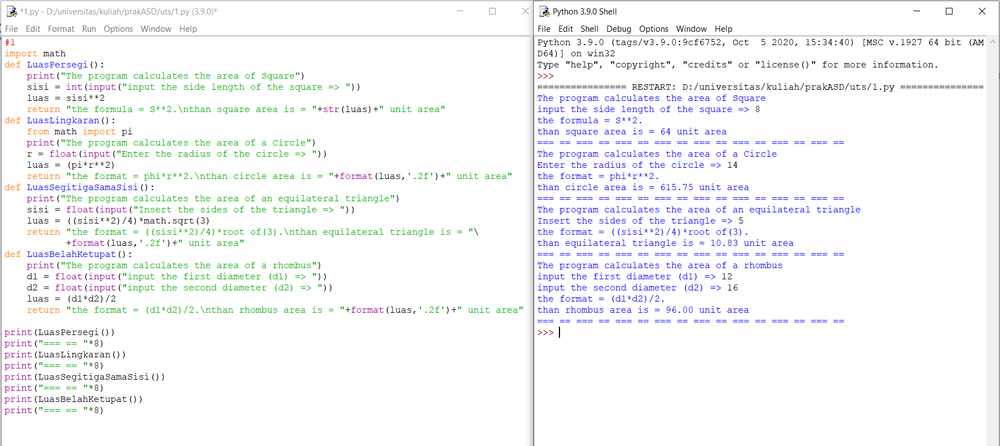 *1.py - D:/universitas/kuliah/prakASD/uts/1.py (3.9.0)*
File Edit Format Run Options Window Help
#1
import math
def LuasPersegi():
    print("The program calculates the area of Square")
    sisi = int(input("input the side length of the square => "))
    luas = sisi**2
    return "the formula = S**2.\nthan square area is = "+str(luas)+" unit area"
def LuasLingkaran():
    from math import pi
    print("The program calculates the area of a Circle")
    r = float(input("Enter the radius of the circle => "))
    luas = (pi*r**2)
    return "the format = phi*r**2.\nthan circle area is = "+format(luas,'.2f')+" unit area"
def LuasSegitigaSamaSisi():
    print("The program calculates the area of an equilateral triangle")
    sisi = float(input("Insert the sides of the triangle => "))
    luas = ((sisi**2)/4)*math.sqrt(3)
    return "the format = ((sisi**2)/4)*root of(3).\nthan equilateral triangle is = "\
           +format(luas,'.2f')+" unit area"
def LuasBelahKetupat():
    print("The program calculates the area of a rhombus")
    d1 = float(input("input the first diameter (d1) => "))
    d2 = float(input("input the second diameter (d2) => "))
    luas = (d1*d2)/2
    return "the format = (d1*d2)/2.\nthan rhombus area is = "+format(luas,'.2f')+" unit area"
print(LuasPersegi())
print("=== == "*8)
print(LuasLingkaran())
print("=== == "*8)
print(LuasSegitigaSamaSisi())
print("=== == "*8)
print(LuasBelahKetupat())
print("=== == "*8)
Python 3.9.0 Shell
File Edit Shell Debug Options Window Help
Python 3.9.0 (tags/v3.9.0:9cf6752, Oct  5 2020, 15:34:40) [MSC v.1927 64 bit (AM
D64)] on win32
Type "help", "copyright", "credits" or "license()" for more information.
>>>
================ RESTART: D:/universitas/kuliah/prakASD/uts/1.py ===============
The program calculates the area of Square
input the side length of the square => 8
the formula = S**2.
than square area is = 64 unit area
=== == === == === == === == === == === == === == === ==
The program calculates the area of a Circle
Enter the radius of the circle => 14
the format = phi*r**2.
than circle area is = 615.75 unit area
=== == === == === == === == === == === == === == === ==
The program calculates the area of an equilateral triangle
Insert the sides of the triangle => 5
the format = ((sisi**2)/4)*root of(3).
than equilateral triangle is = 10.83 unit area
=== == === == === == === == === == === == === == === ==
The program calculates the area of a rhombus
input the first diameter (d1) => 12
input the second diameter (d2) => 16
the format = (d1*d2)/2.
than rhombus area is = 96.00 unit area
=== == === == === == === == === == === == === == === ==
>>>